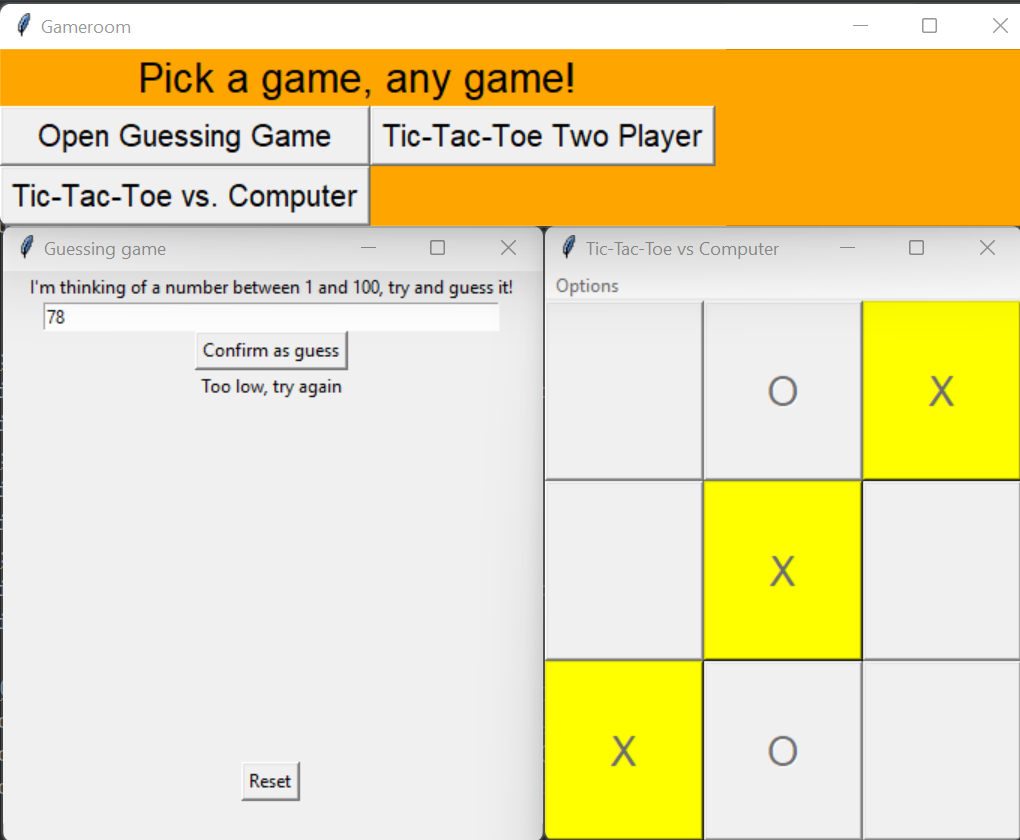 Gameroom
Pick a game, any game!
Open Guessing Game Tic-Tac-Toe Two Player
Tic-Tac-Toe vs. Computer
Guessing game
I'm thinking of a number between 1 and 100, try and guess it!
78
Confirm as guess
Too low, try again
Reset
Tic-Tac-Toe vs Computer
Options
O X
X
X O